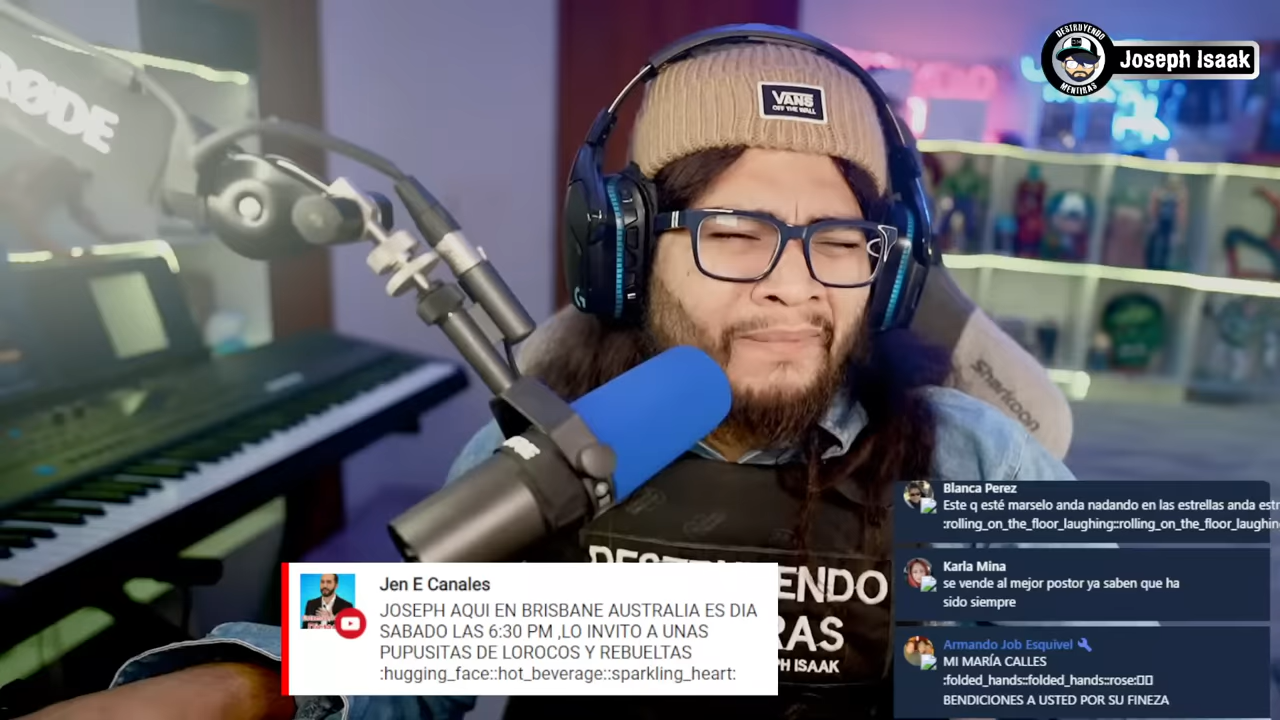 RØDE
VANS
OFF THE WALL
DESTRUYENDO
MENTIRAS
Joseph Isaak
Sharkoon
Blanca Perez
Este q esté marselo anda nadando en las estrellas anda estr
:rolling_on_the_floor_laughing::rolling_on_the_floor_laughin
Karla Mina
se vende al mejor postor ya saben que ha
sido siempre
Armando Job Esquivel
MI MARÍA CALLES
:folded_hands::folded_hands::rose:
BENDICIONES A USTED POR SU FINEZA
Jen E Canales
JOSEPH AQUI EN BRISBANE AUSTRALIA ES DIA
SABADO LAS 6:30 PM ,LO INVITO A UNAS
PUPUSITAS DE LOROCOS Y REBUELTAS
:hugging_face::hot_beverage::sparkling_heart:
ENDO
RAS
PH ISAAK